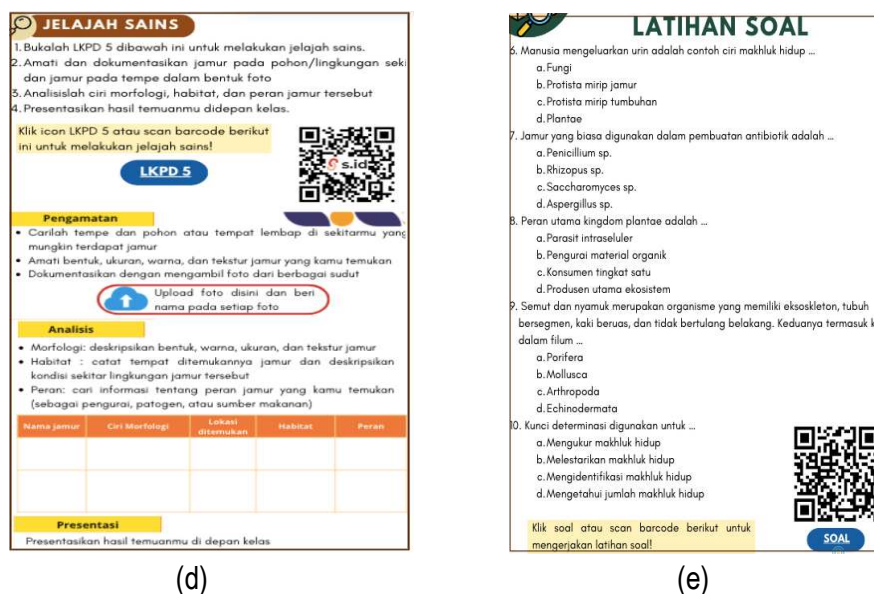 JELAJAH SAINS
1. Bukalah LKPD 5 dibawah ini untuk melakukan jelajah sains.
2. Amati dan dokumentasikan jamur pada pohon/lingkungan seki
dan jamur pada tempe dalam bentuk foto
3. Analisislah ciri morfologi, habitat, dan peran jamur tersebut
4. Presentasikan hasil temuanmu didepan kelas.
Klik icon LKPD 5 atau scan barcode berikut
ini untuk melakukan jelajah sains!
s.id
LKPD 5
Pengamatan
• Carilah tempe dan pohon atau tempat lembap di sekitarmu yang
mungkin terdapat jamur
• Amati bentuk, ukuran, warna, dan tekstur jamur yang kamu temukan
• Dokumentasikan dengan mengambil foto dari berbagai sudut
Upload foto disini dan beri
nama pada setiap foto
Analisis
• Morfologi: deskripsikan bentuk, warna, ukuran, dan tekstur jamur
• Habitat : catat tempat ditemukannya jamur dan deskripsikan
kondisi sekitar lingkungan jamur tersebut
• Peran: cari informasi tentang peran jamur yang kamu temukan
(sebagai pengurai, patogen, atau sumber makanan)
Nama jamur Ciri Morfologi Lokasi ditemukan Habitat Peran
Presentasi
Presentasikan hasil temuanmu di depan kelas
(d)
LATIHAN SOAL
6. Manusia mengeluarkan urin adalah contoh ciri makhluk hidup ...
a. Fungi
b. Protista mirip jamur
c. Protista mirip tumbuhan
d. Plantae
7. Jamur yang biasa digunakan dalam pembuatan antibiotik adalah ...
a. Penicillium sp.
b. Rhizopus sp.
c. Saccharomyces sp.
d. Aspergillus sp.
8. Peran utama kingdom plantae adalah ...
a. Parasit intraseluler
b. Pengurai material organik
c. Konsumen tingkat satu
d. Produsen utama ekosistem
9. Semut dan nyamuk merupakan organisme yang memiliki eksoskleton, tubuh
bersegmen, kaki beruas, dan tidak bertulang belakang. Keduanya termasuk k
dalam filum ...
a. Porifera
b. Mollusca
c. Arthropoda
d. Echinodermata
10. Kunci determinasi digunakan untuk ...
a. Mengukur makhluk hidup
b. Melestarikan makhluk hidup
c. Mengidentifikasi makhluk hidup
d. Mengetahui jumlah makhluk hidup
Klik soal atau scan barcode berikut untuk
mengerjakan latihan soal!
SOAL
(e)